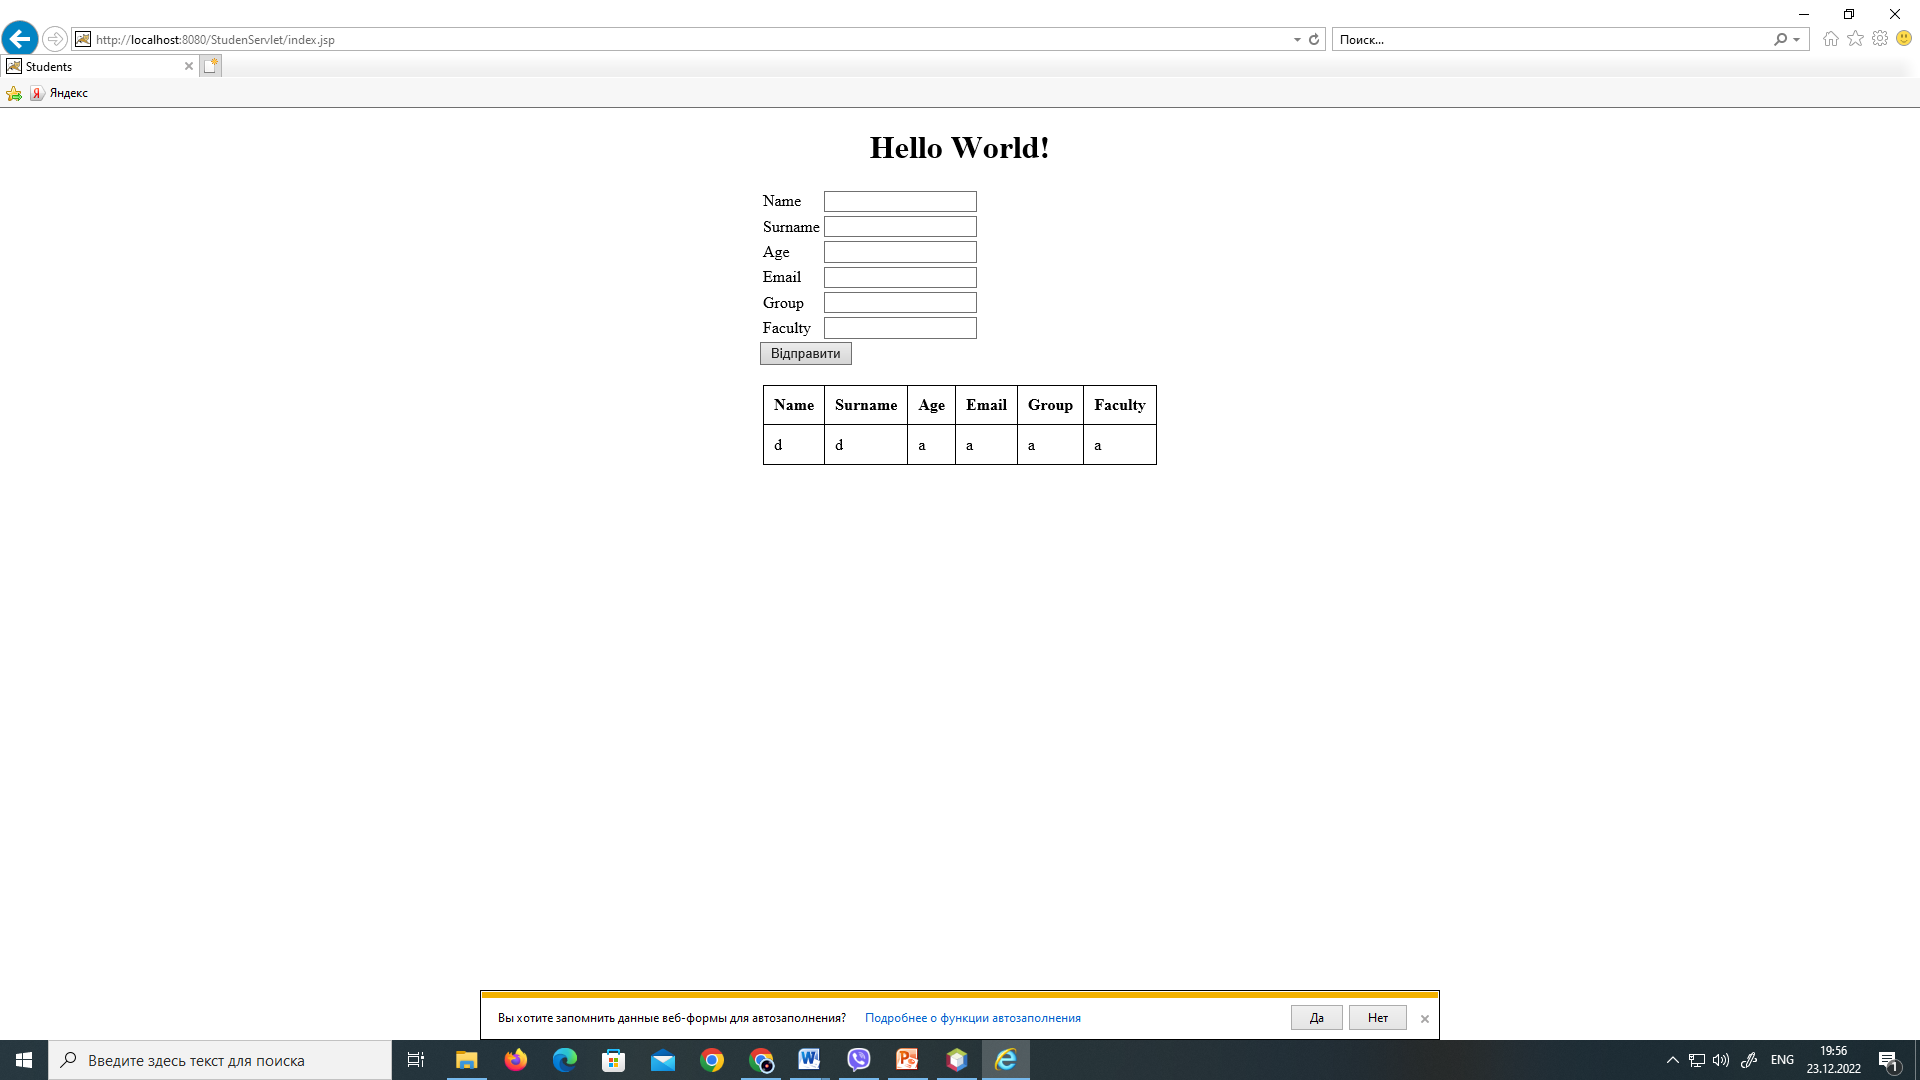 http://localhost:8080/StudenServlet/index.jsp
Поиск...
Students
Яндекс
Hello World!
Name
Surname
Age
Email
Group
Faculty
Відправити
Name Surname Age Email Group Faculty
d d a a a a
Вы хотите запомнить данные веб-формы для автозаполнения? Подробнее о функции автозаполнения Да Нет
Введите здесь текст для поиска
ENG
19:56
23.12.2022
1